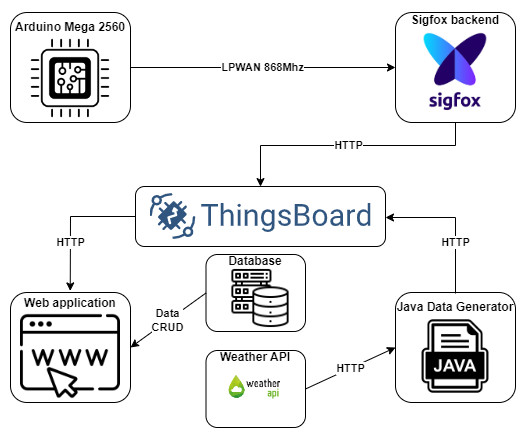 Arduino Mega 2560
Sigfox backend
LPWAN 868Mhz
sigfox
HTTP
ThingsBoard
HTTP
HTTP
Database
Web application
Data
CRUD
Java Data Generator
WWW
Weather API
HTTP
JAVA
weather
api